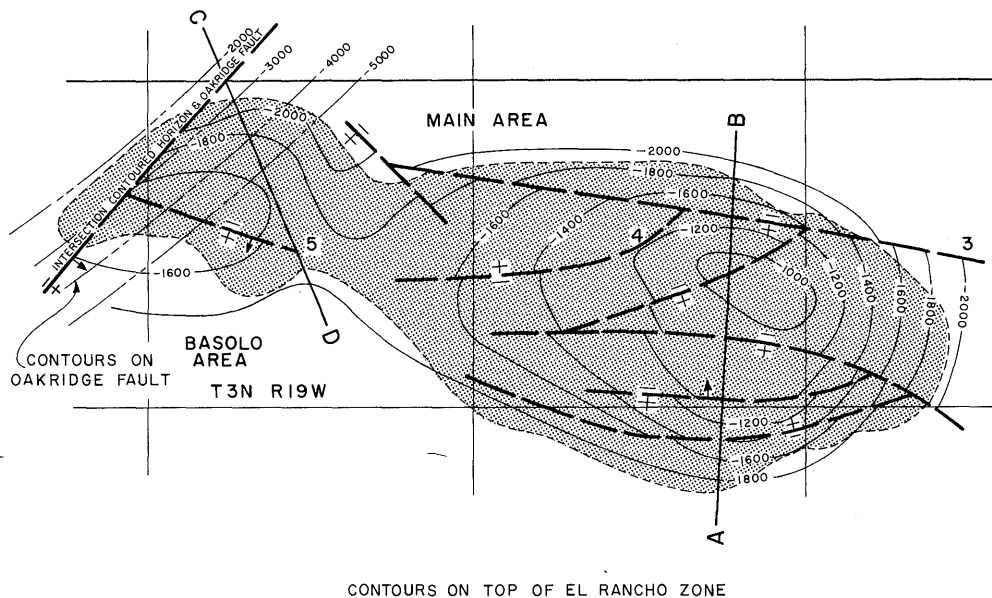 C
-2000
-3000
-4000
-5000
INTERSECTION CONTOURED HORIZON & OAKRIDGE FAULT
-2000
-1800
MAIN AREA
B
-2000
-1800
-1600
-1200
-1600
-1400
4
5
3
-1000
-1200
-1400
-1600
-1800
-2000
-1600
D
BASOLO
AREA
CONTOURS ON
OAKRIDGE FAULT
T3N R19W
-1200
-1600
1800
A
CONTOURS ON TOP OF EL RANCHO ZONE